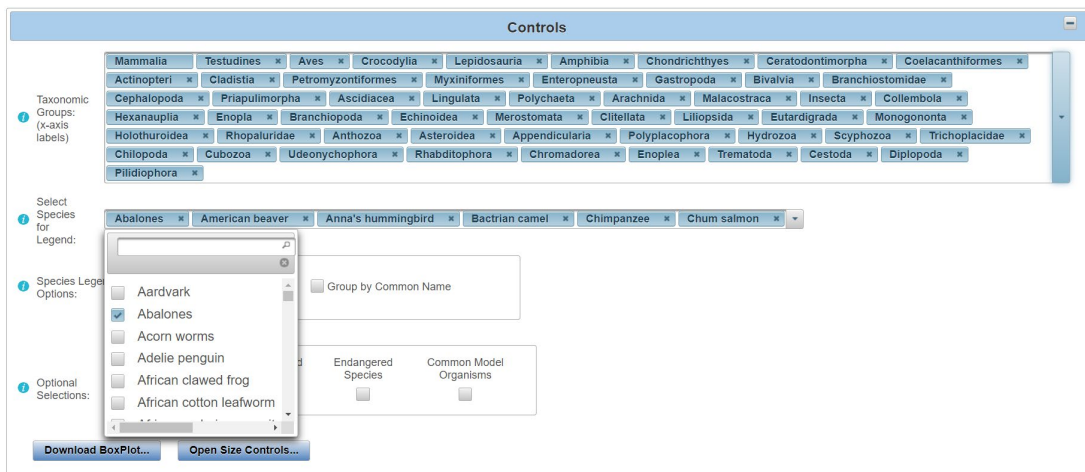 Controls
Mammalia Testudines × Aves × Crocodylia × Lepidosauria × Amphibia × Chondrichthyes × Ceratodontimorpha × Coelacanthiformes ×
Actinopteri × Cladistia × Petromyzontiformes × Myxiniformes × Enteropneusta × Gastropoda × Bivalvia × Branchiostomidae ×
Cephalopoda × Priapulimorpha × Ascidiacea × Lingulata × Polychaeta × Arachnida × Malacostraca × Insecta × Collembola ×
Hexanauplia × Enopla × Branchiopoda × Echinoidea × Merostomata × Clitellata × Liliopsida × Eutardigrada × Monogononta ×
Holothuroidea × Rhopaluridae × Anthozoa × Asteroidea × Appendicularia × Polyplacophora × Hydrozoa × Scyphozoa × Trichoplacidae ×
Chilopoda × Cubozoa × Udeonychophora × Rhabditophora × Chromadorea × Enoplea × Trematoda × Cestoda × Diplopoda ×
Pilidiophora ×
Taxonomic
Groups:
(x-axis
labels)
Select
Species
for
Legend:
Abalones × American beaver × Anna's hummingbird × Bactrian camel × Chimpanzee × Chum salmon ×
Species Lege
Options:
Group by Common Name
Aardvark
Abalones
Acorn worms
Adelie penguin
African clawed frog
African cotton leafworm
Optional
Selections:
Endangered
Species
Common Model
Organisms
Download BoxPlot... Open Size Controls...